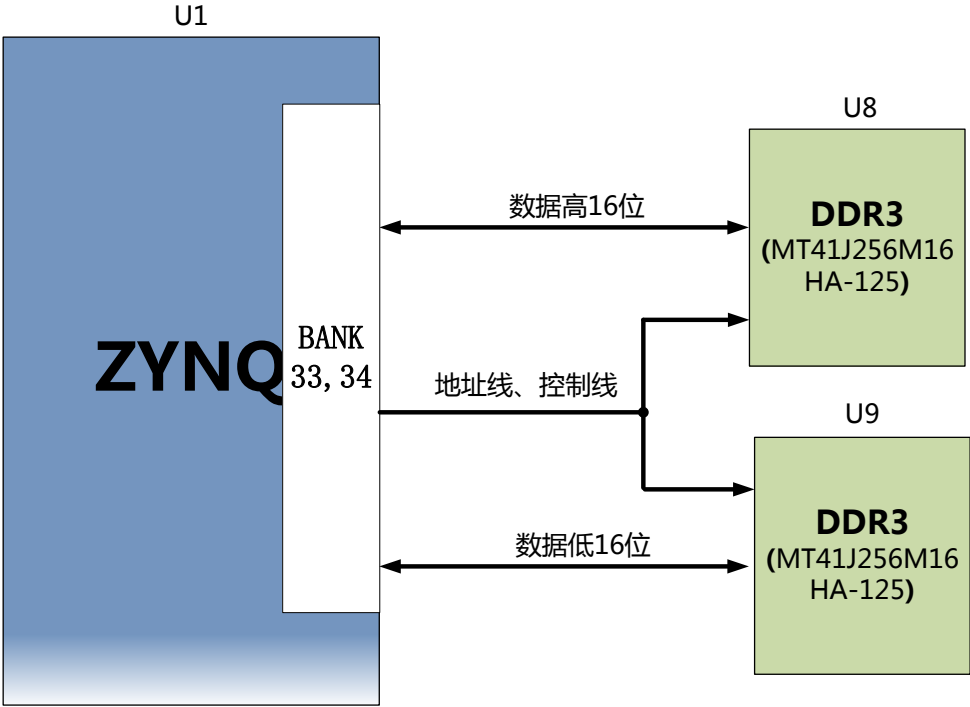 U1
U8
数据高16位
DDR3
(MT41J256M16
HA-125)
ZYNQ
BANK
33,34
地址线、控制线
U9
数据低16位
DDR3
(MT41J256M16
HA-125)